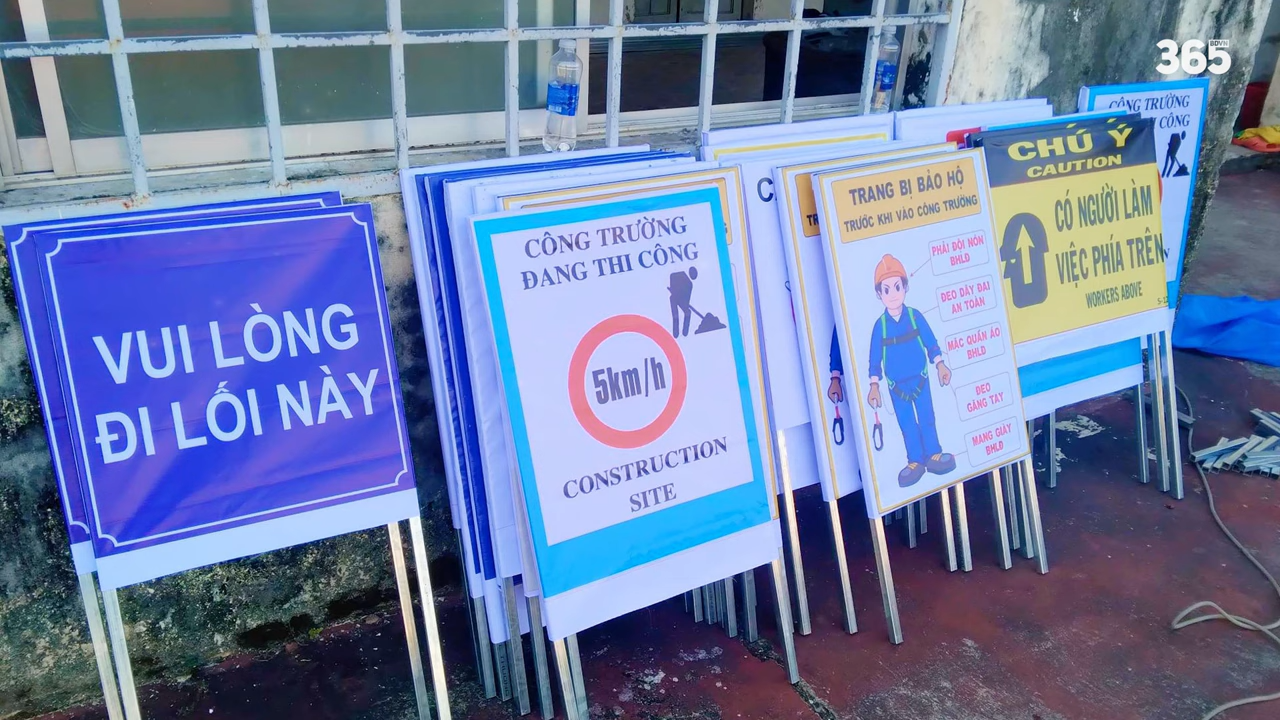 365
BDVN
VUI LÒNG
ĐI LỐI NÀY
CÔNG TRƯỜNG
ĐANG THI CÔNG
5km/h
CONSTRUCTION
SITE
TRANG BỊ BẢO HỘ
TRƯỚC KHI VÀO CÔNG TRƯỜNG
PHẢI ĐỘI NÓN
BHLĐ
ĐEO DÂY ĐAI
AN TOÀN
MẶC QUẦN ÁO
BHLĐ
ĐEO
GĂNG TAY
MANG GIÀY
BHLĐ
CHÚ Ý
CAUTION
CÓ NGƯỜI LÀM
VIỆC PHÍA TRÊN
WORKERS ABOVE
CÔNG TRƯỜNG
THI CÔNG